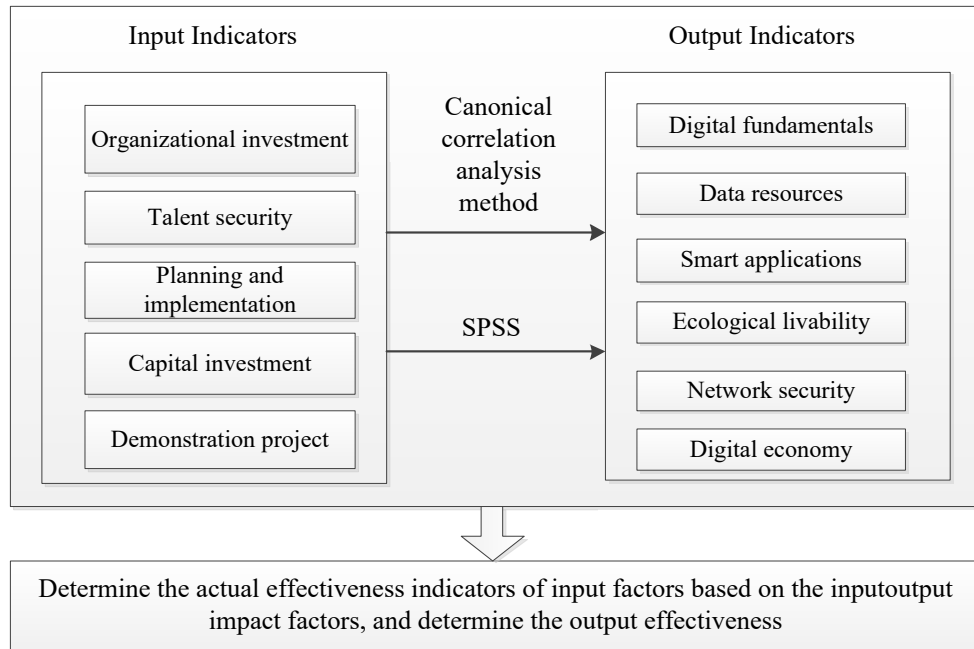 Input Indicators
Organizational investment
Talent security
Planning and
implementation
Capital investment
Demonstration project
Canonical
correlation
analysis
method
SPSS
Output Indicators
Digital fundamentals
Data resources
Smart applications
Ecological livability
Network security
Digital economy
Determine the actual effectiveness indicators of input factors based on the inputoutput
impact factors, and determine the output effectiveness